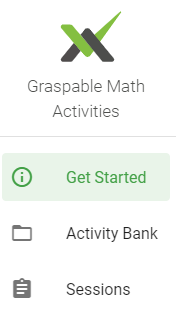 Graspable Math
Activities
Get Started
Activity Bank
Sessions